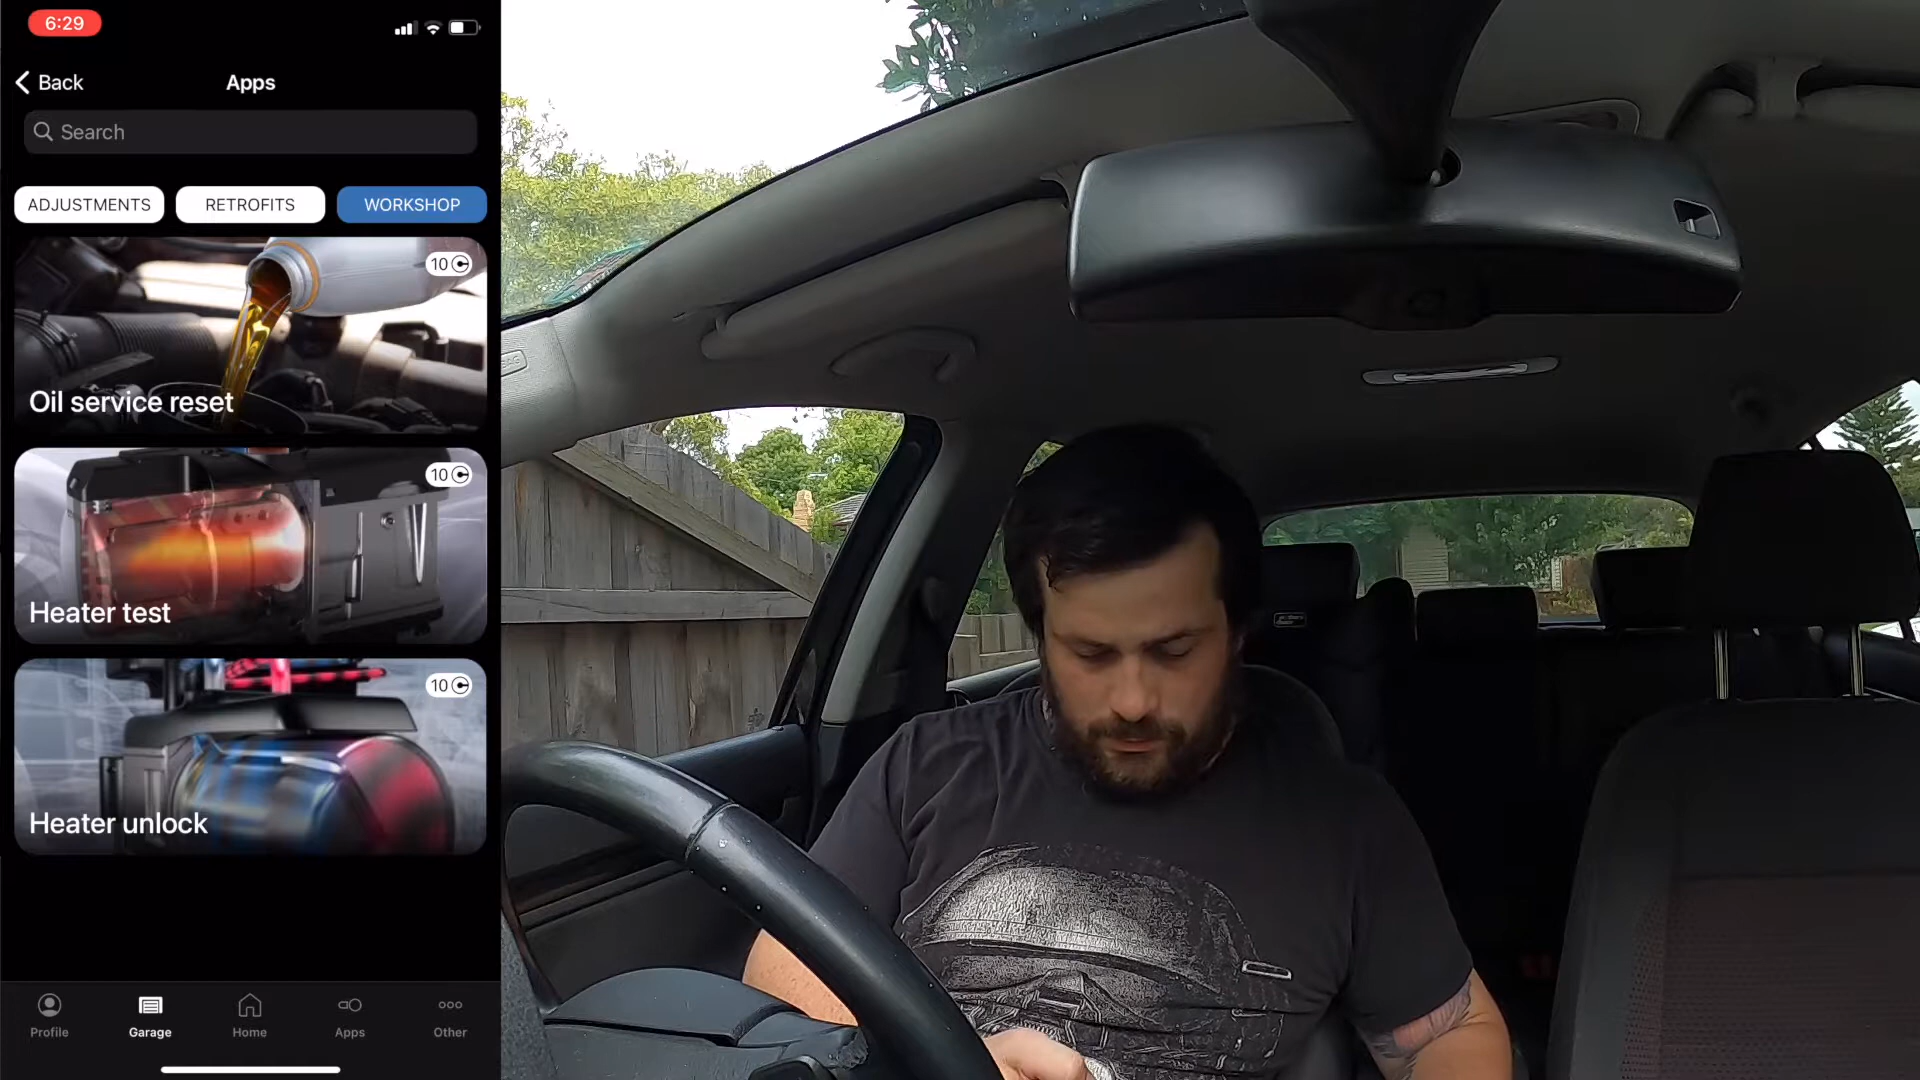 6:29
Back
Apps
Search
ADJUSTMENTS
RETROFITS
WORKSHOP
10
Oil service reset
10
Heater test
10
Heater unlock
Profile
Garage
Home
Apps
Other